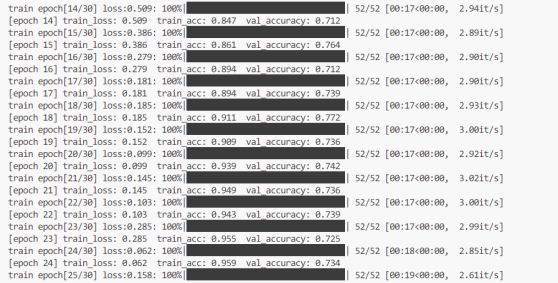 train epoch[14/30] loss:0.509: 100%| | 52/52 [00:17<00:00, 2.94it/s]
[epoch 14] train_loss: 0.509 train_acc: 0.847 val_accuracy: 0.712
train epoch[15/30] loss:0.386: 100%| | 52/52 [00:17<00:00, 2.89it/s]
[epoch 15] train_loss: 0.386 train_acc: 0.861 val_accuracy: 0.764
train epoch[16/30] loss:0.279: 100%| | 52/52 [00:17<00:00, 2.90it/s]
[epoch 16] train_loss: 0.279 train_acc: 0.894 val_accuracy: 0.712
train epoch[17/30] loss:0.181: 100%| | 52/52 [00:17<00:00, 2.90it/s]
[epoch 17] train_loss: 0.181 train_acc: 0.894 val_accuracy: 0.739
train epoch[18/30] loss:0.185: 100%| | 52/52 [00:17<00:00, 2.93it/s]
[epoch 18] train_loss: 0.185 train_acc: 0.911 val_accuracy: 0.772
train epoch[19/30] loss:0.152: 100%| | 52/52 [00:17<00:00, 3.00it/s]
[epoch 19] train_loss: 0.152 train_acc: 0.909 val_accuracy: 0.736
train epoch[20/30] loss:0.099: 100%| | 52/52 [00:17<00:00, 2.92it/s]
[epoch 20] train_loss: 0.099 train_acc: 0.939 val_accuracy: 0.742
train epoch[21/30] loss:0.145: 100%| | 52/52 [00:17<00:00, 3.02it/s]
[epoch 21] train_loss: 0.145 train_acc: 0.949 val_accuracy: 0.736
train epoch[22/30] loss:0.103: 100%| | 52/52 [00:17<00:00, 3.00it/s]
[epoch 22] train_loss: 0.103 train_acc: 0.943 val_accuracy: 0.739
train epoch[23/30] loss:0.285: 100%| | 52/52 [00:17<00:00, 2.99it/s]
[epoch 23] train_loss: 0.285 train_acc: 0.955 val_accuracy: 0.725
train epoch[24/30] loss:0.062: 100%| | 52/52 [00:18<00:00, 2.85it/s]
[epoch 24] train_loss: 0.062 train_acc: 0.959 val_accuracy: 0.734
train epoch[25/30] loss:0.158: 100%| | 52/52 [00:19<00:00, 2.61it/s]